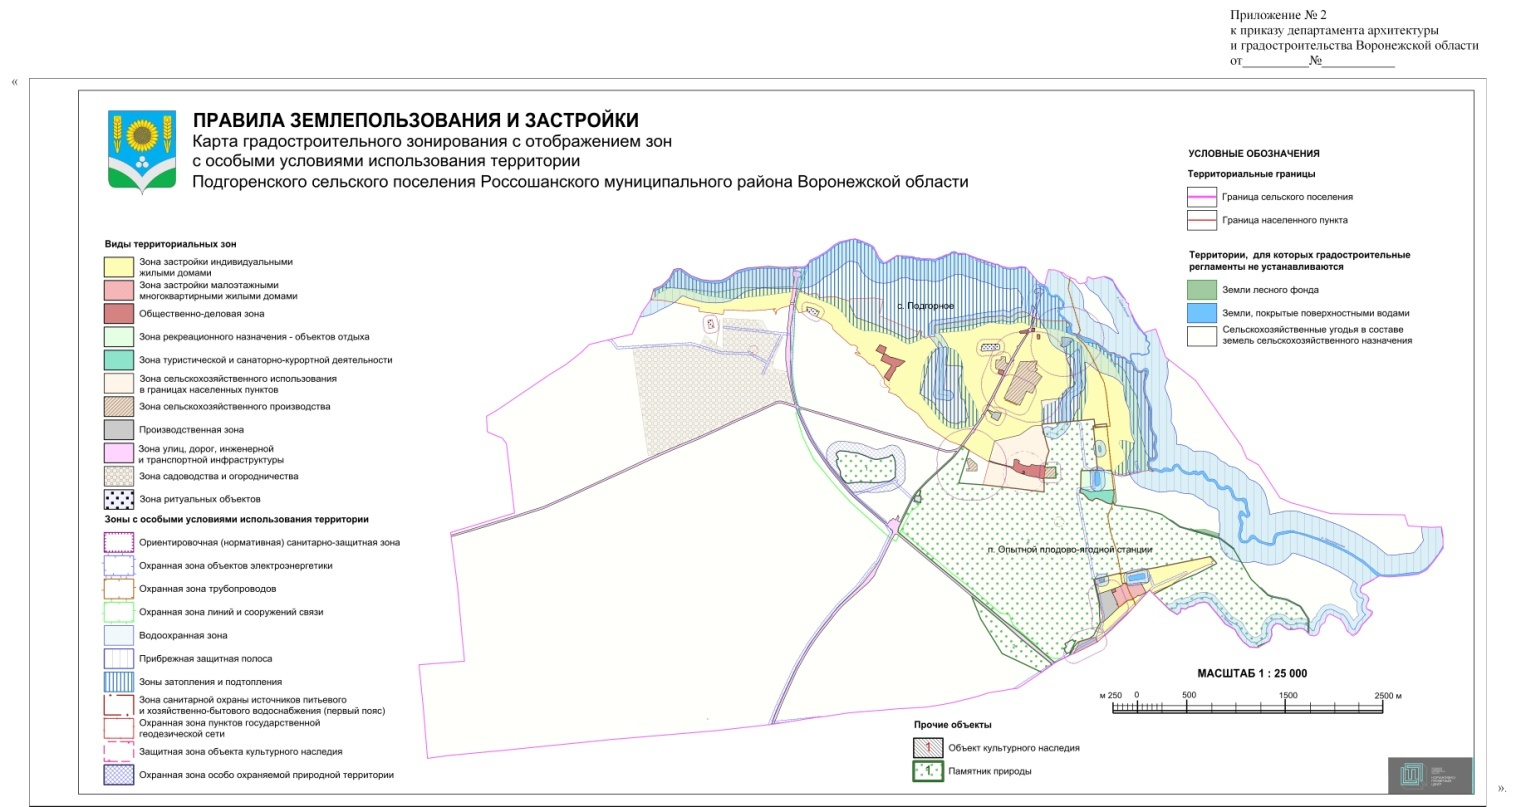 Приложение № 2
к приказу департамента архитектуры
и градостроительства Воронежской области
от__________№___________
«
ПРАВИЛА ЗЕМЛЕПОЛЬЗОВАНИЯ И ЗАСТРОЙКИ
Карта градостроительного зонирования с отображением зон
с особыми условиями использования территории
Подгоренского сельского поселения Россошанского муниципального района Воронежской области
УСЛОВНЫЕ ОБОЗНАЧЕНИЯ
Территориальные границы
Граница сельского поселения
Граница населенного пункта
Территории, для которых градостроительные
регламенты не устанавливаются
Земли лесного фонда
Земли, покрытые поверхностными водами
Сельскохозяйственные угодья в составе
земель сельскохозяйственного назначения
Виды территориальных зон
Зона застройки индивидуальными
жилыми домами
Зона застройки малоэтажными
многоквартирными жилыми домами
Общественно-деловая зона
Зона рекреационного назначения - объектов отдыха
Зона туристической и санаторно-курортной деятельности
Зона сельскохозяйственного использования
в границах населенных пунктов
Зона сельскохозяйственного производства
Производственная зона
Зона улиц, дорог, инженерной
и транспортной инфраструктуры
Зона садоводства и огородничества
Зона ритуальных объектов
Зоны с особыми условиями использования территории
Ориентировочная (нормативная) санитарно-защитная зона
Охранная зона объектов электроэнергетики
Охранная зона трубопроводов
Охранная зона линий и сооружений связи
Водоохранная зона
Прибрежная защитная полоса
Зоны затопления и подтопления
Зона санитарной охраны источников питьевого
и хозяйственно-бытового водоснабжения (первый пояс)
Охранная зона пунктов государственной
геодезической сети
Защитная зона объекта культурного наследия
Охранная зона особо охраняемой природной территории
с. Подгорное
п. Опытной плодово-ягодной станции
МАСШТАБ 1 : 25 000
м 250 0 500 1500 2500 м
Прочие объекты
1 Объект культурного наследия
1 Памятник природы
».